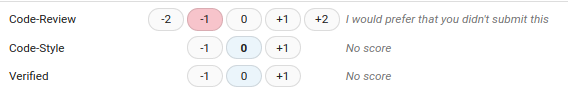 Code-Review -2 -1 0 +1 +2 I would prefer that you didn't submit this
Code-Style -1 0 +1 No score
Verified -1 0 +1 No score